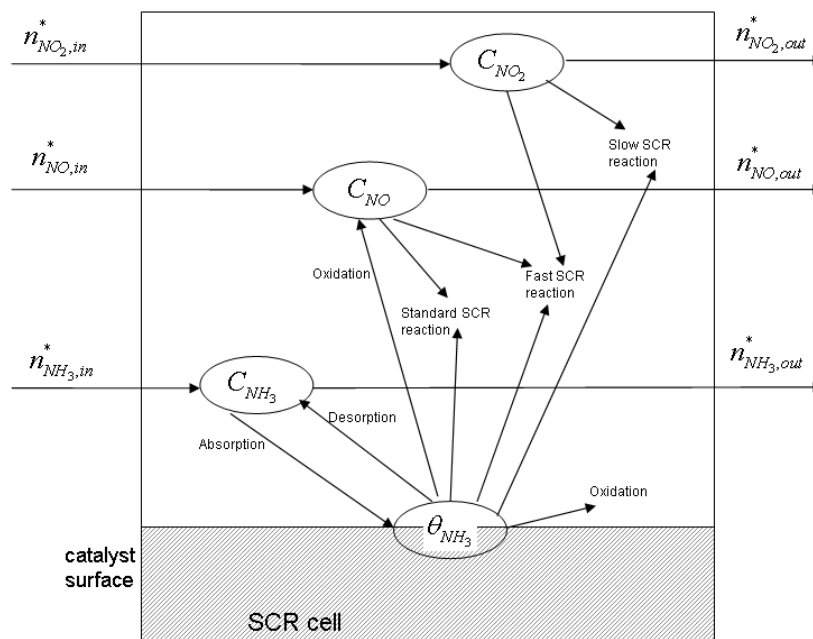 n*NO2,in
n*NO2,out
CNO2
Slow SCR
reaction
n*NO,in
n*NO,out
CNO
Oxidation
Fast SCR
reaction
Standard SCR
reaction
n*NH3,in
n*NH3,out
CNH3
Desorption
Absorption
Oxidation
θNH3
catalyst
surface
SCR cell